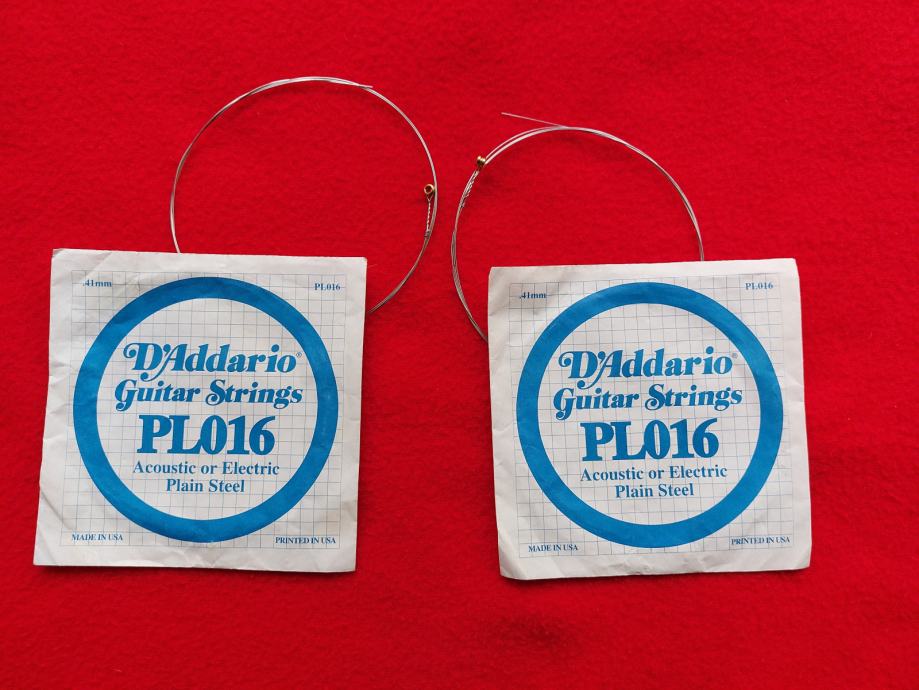 .41mm PL016
D'Addario®
Guitar Strings
PL016
Acoustic or Electric
Plain Steel
MADE IN USA PRINTED IN USA
.41mm PL016
D'Addario®
Guitar Strings
PL016
Acoustic or Electric
Plain Steel
MADE IN USA PRINTED IN USA